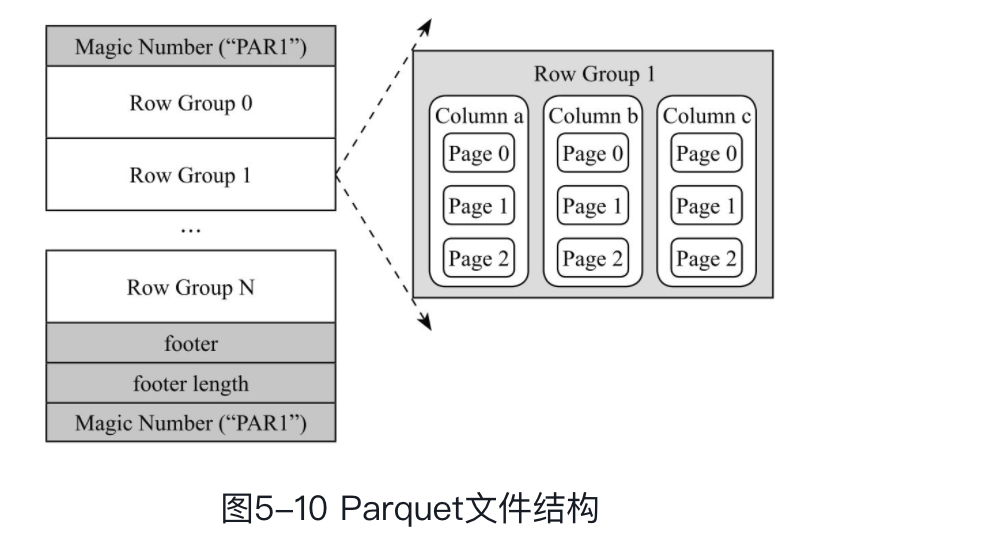 Magic Number (“PAR1”)
Row Group 0
Row Group 1
...
Row Group N
footer
footer length
Magic Number (“PAR1”)
Row Group 1
Column a
Page 0
Page 1
Page 2
Column b
Page 0
Page 1
Page 2
Column c
Page 0
Page 1
Page 2
图5–10 Parquet文件结构